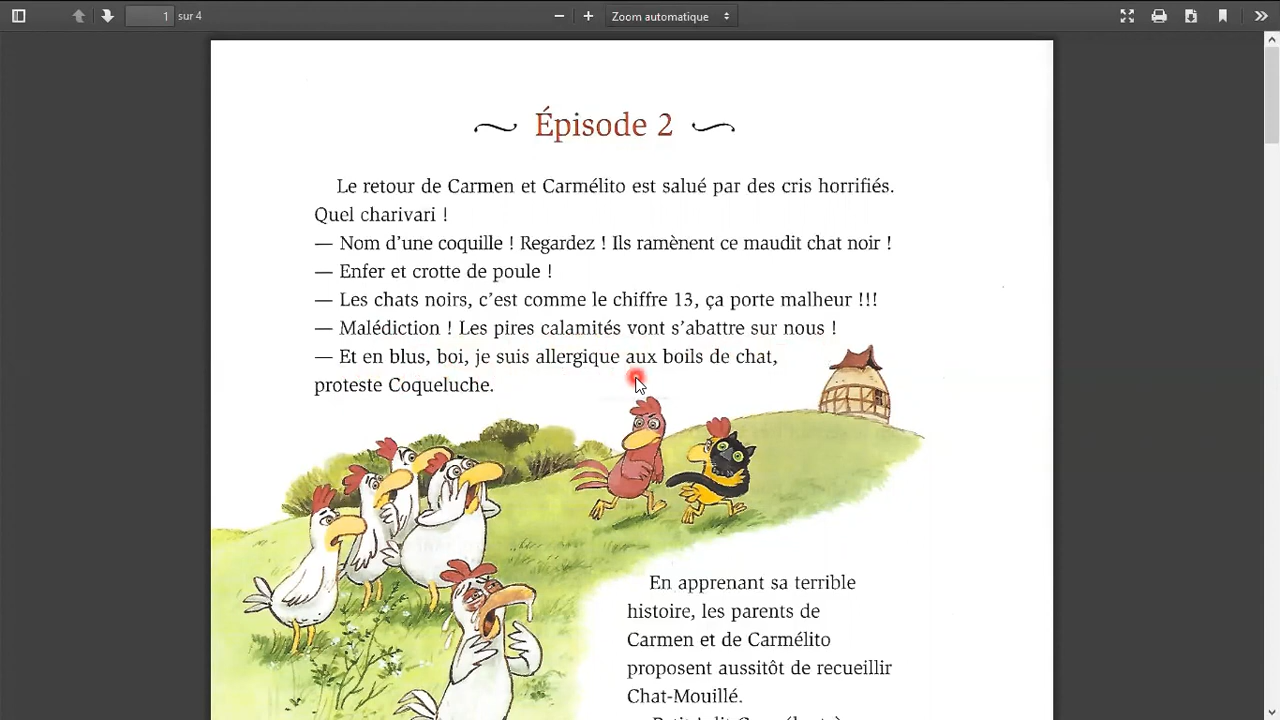 1 sur 4
Zoom automatique
Épisode 2
Le retour de Carmen et Carmélito est salué par des cris horrifiés.
Quel charivari !
— Nom d'une coquille ! Regardez ! Ils ramènent ce maudit chat noir !
— Enfer et crotte de poule !
— Les chats noirs, c'est comme le chiffre 13, ça porte malheur !!!
— Malédiction ! Les pires calamités vont s'abattre sur nous !
— Et en blus, boi, je suis allergique aux boils de chat,
proteste Coqueluche.
En apprenant sa terrible
histoire, les parents de
Carmen et de Carmélito
proposent aussitôt de recueillir
Chat-Mouillé.